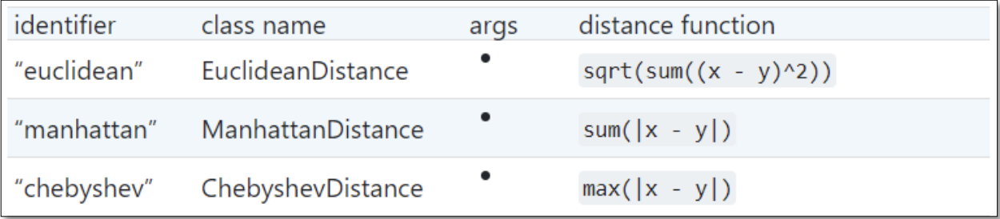 identifier class name args distance function
“euclidean” EuclideanDistance • sqrt(sum((x - y)^2))
“manhattan” ManhattanDistance • sum(|x - y|)
“chebyshev” ChebyshevDistance • max(|x - y|)